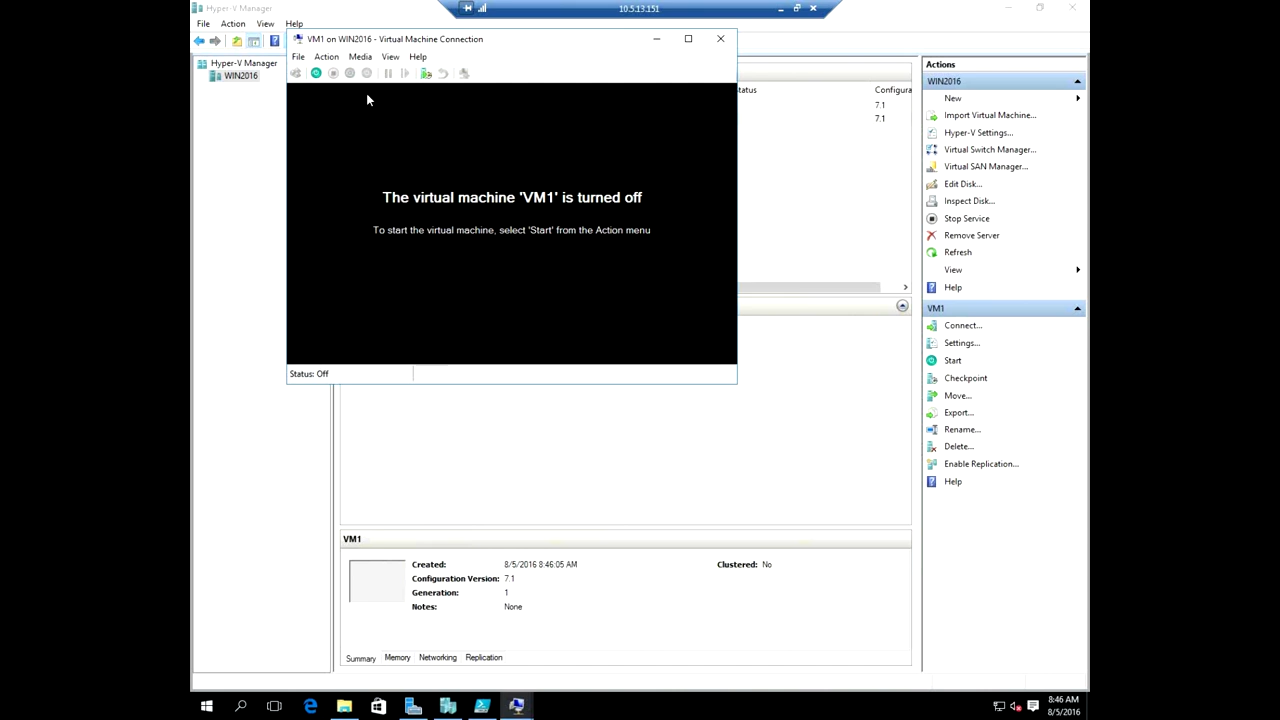 Hyper-V Manager
10.5.13.151
File Action View Help
VM1 on WIN2016 - Virtual Machine Connection
File Action Media View Help
Hyper-V Manager
WIN2016
The virtual machine 'VM1' is turned off
To start the virtual machine, select 'Start' from the Action menu
Status: Off
Configura
7.1
7.1
Actions
WIN2016
New
Import Virtual Machine...
Hyper-V Settings...
Virtual Switch Manager...
Virtual SAN Manager...
Edit Disk...
Inspect Disk...
Stop Service
Remove Server
Refresh
View
Help
VM1
Connect...
Settings...
Start
Checkpoint
Move...
Export...
Rename...
Delete...
Enable Replication...
Help
VM1
Created: 8/5/2016 8:46:05 AM Clustered: No
Configuration Version: 7.1
Generation: 1
Notes: None
Summary Memory Networking Replication
8:46 AM
8/5/2016